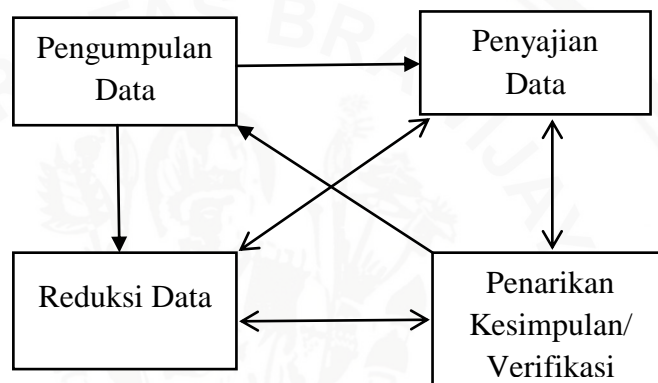 Pengumpulan
Data
Penyajian
Data
Reduksi Data
Penarikan
Kesimpulan/
Verifikasi